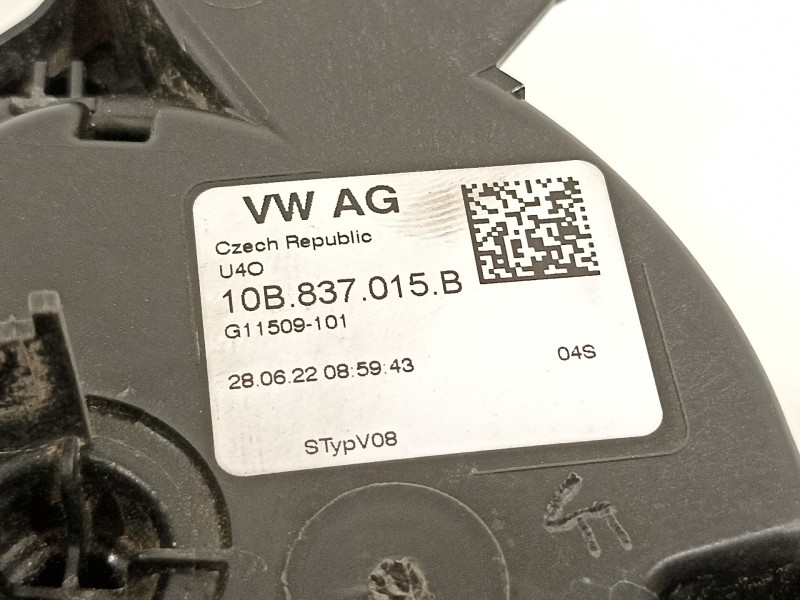 VW AG
Czech Republic
U4O
10B.837.015.B
G11509-101
28.06.22 08:59:43
04S
STypV08